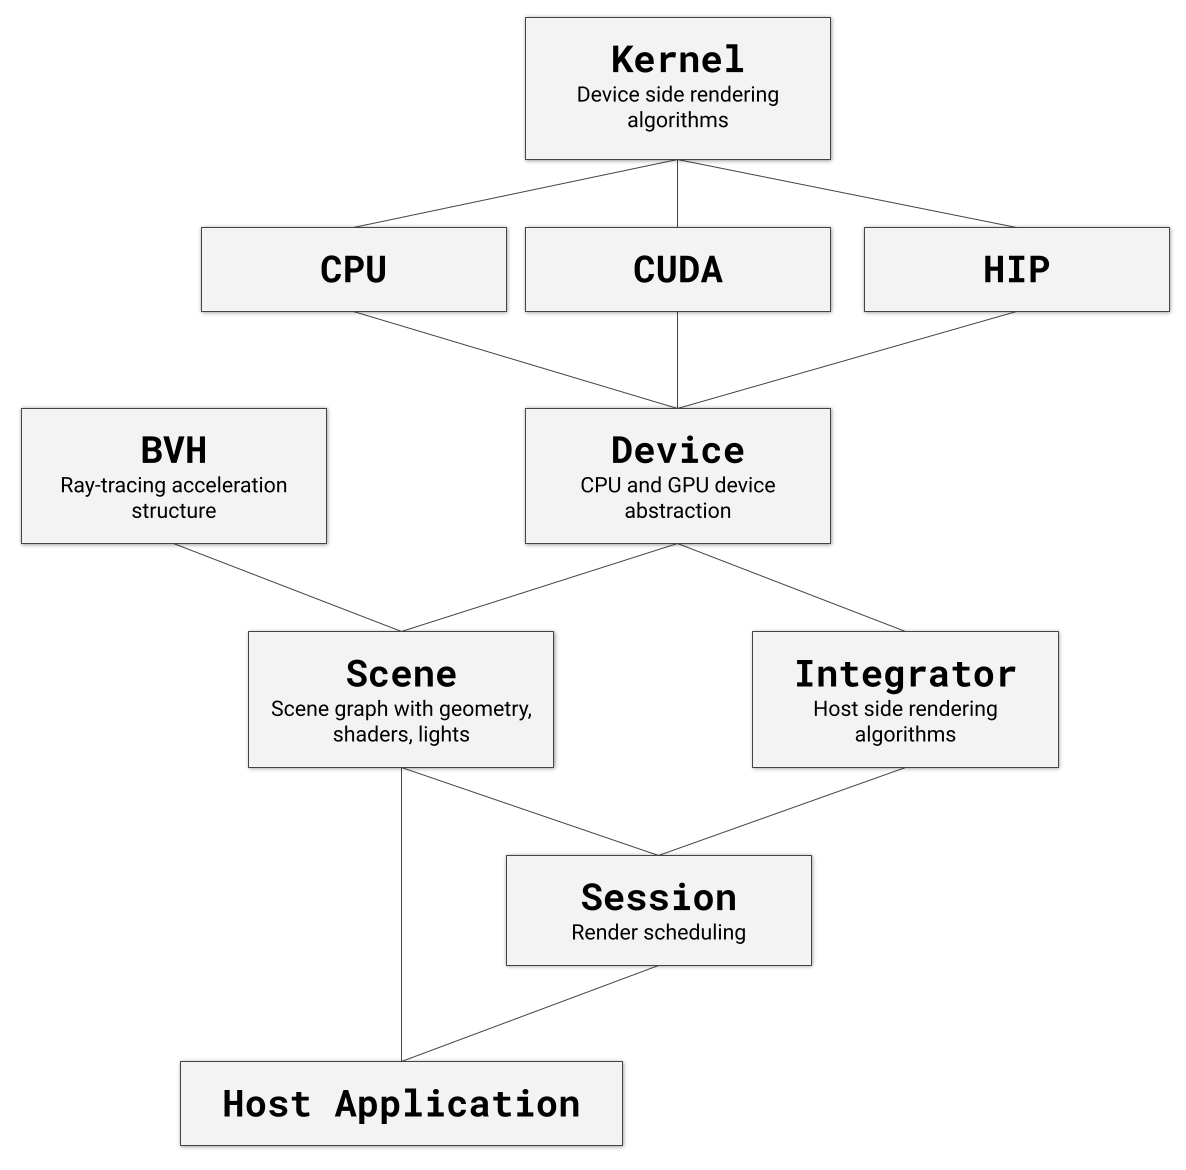 Kernel
Device side rendering
algorithms
CPU
CUDA
HIP
BVH
Ray-tracing acceleration
structure
Device
CPU and GPU device
abstraction
Scene
Scene graph with geometry,
shaders, lights
Integrator
Host side rendering
algorithms
Session
Render scheduling
Host Application